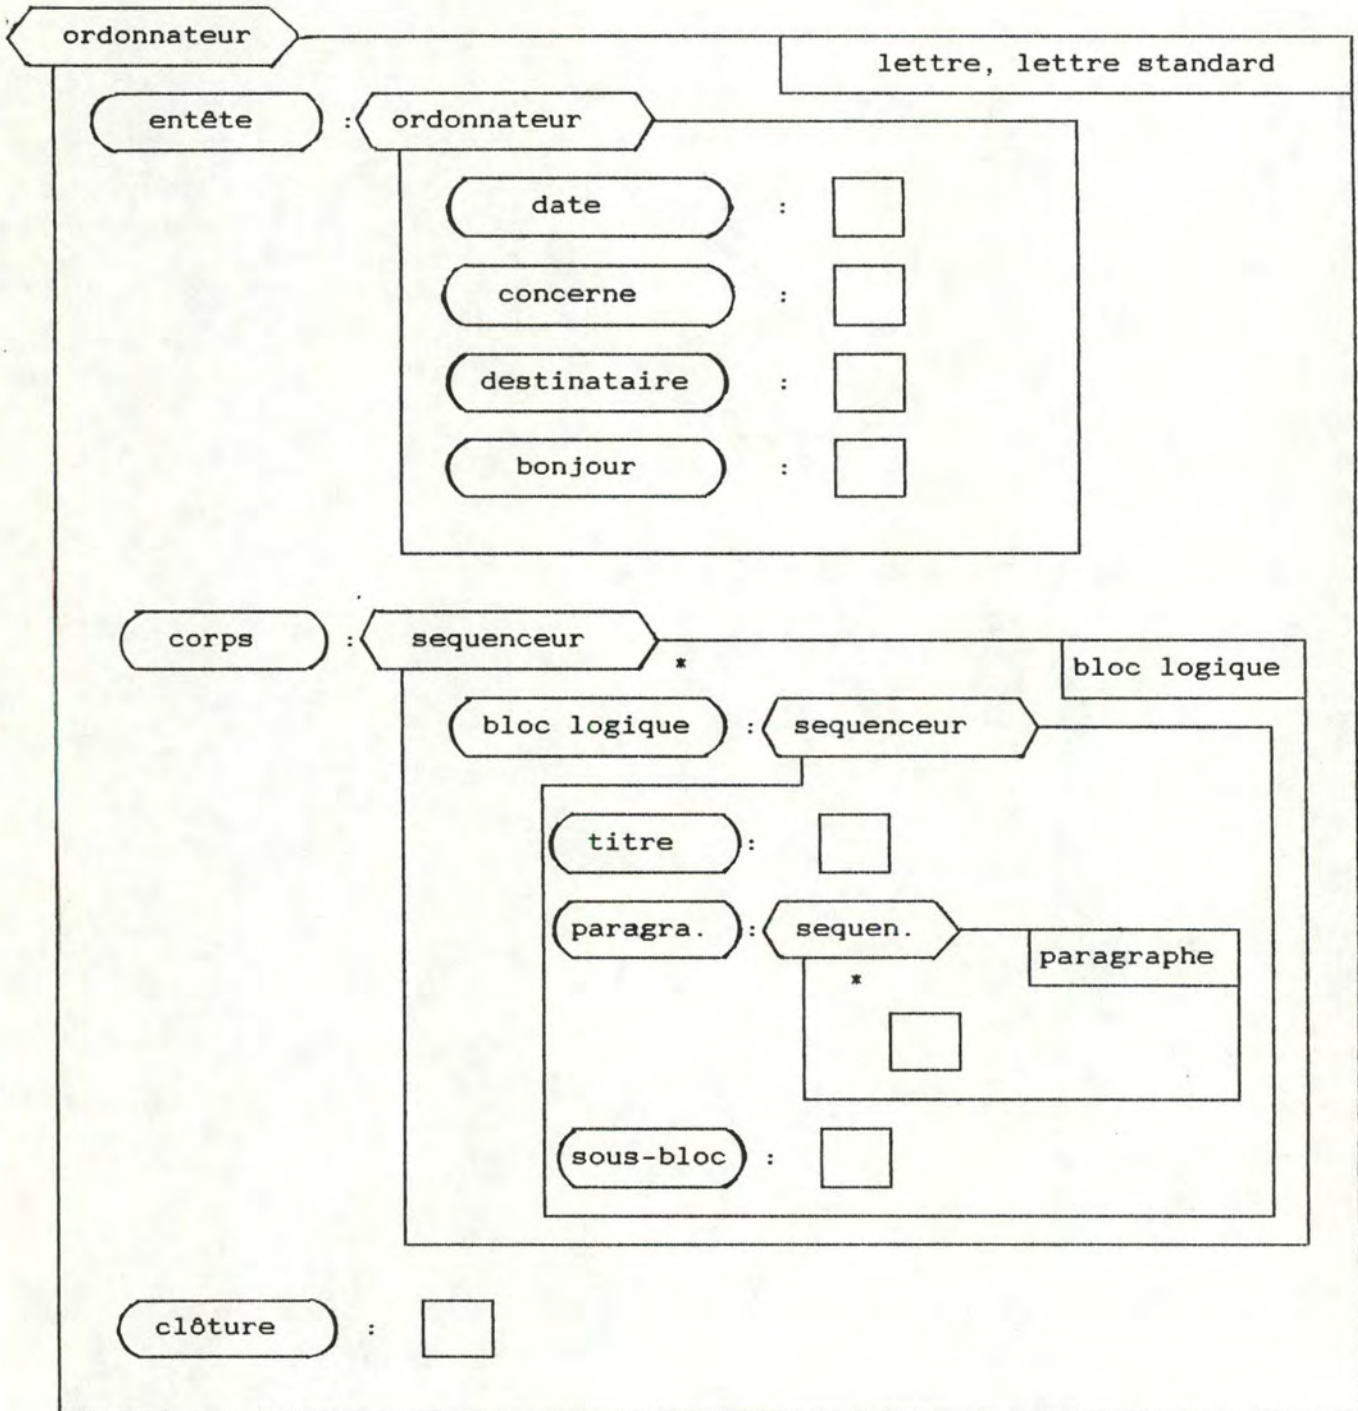 ordonnateur
lettre, lettre standard
entête : ordonnateur
date :
concerne :
destinataire :
bonjour :
corps : sequenceur
*
bloc logique
bloc logique : sequenceur
titre :
paragra. : sequen.
paragraphe
*
sous-bloc :
clôture :